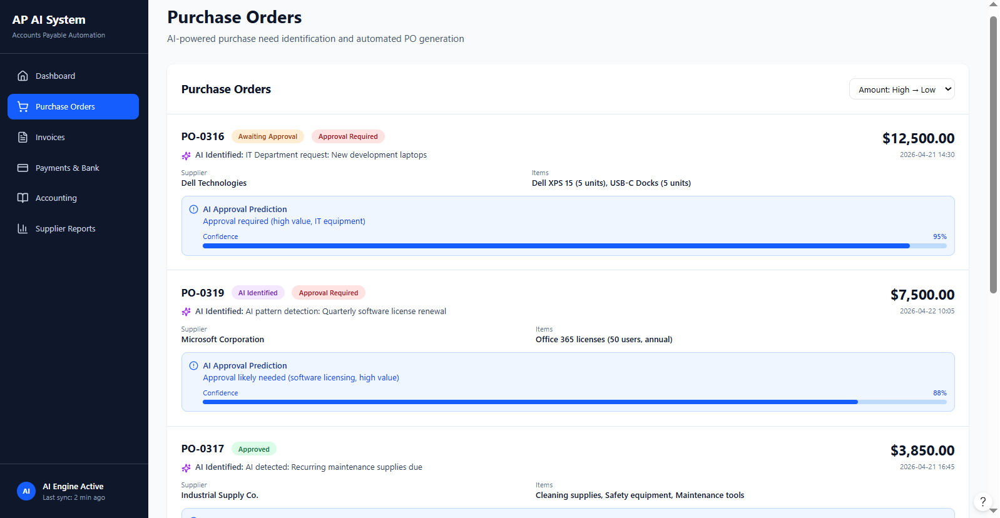 AP AI System
Accounts Payable Automation
Dashboard
Purchase Orders
Invoices
Payments & Bank
Accounting
Supplier Reports
AI
AI Engine Active
Last sync: 2 min ago
Purchase Orders
AI-powered purchase need identification and automated PO generation
Purchase Orders
Amount: High → Low
PO-0316 Awaiting Approval Approval Required $12,500.00
AI Identified: IT Department request: New development laptops 2026-04-21 14:30
Supplier Items
Dell Technologies Dell XPS 15 (5 units), USB-C Docks (5 units)
AI Approval Prediction
Approval required (high value, IT equipment)
Confidence 95%
PO-0319 AI Identified Approval Required $7,500.00
AI Identified: AI pattern detection: Quarterly software license renewal 2026-04-22 10:05
Supplier Items
Microsoft Corporation Office 365 licenses (50 users, annual)
AI Approval Prediction
Approval likely needed (software licensing, high value)
Confidence 88%
PO-0317 Approved $3,850.00
AI Identified: AI detected: Recurring maintenance supplies due 2026-04-21 16:45
Supplier Items
Industrial Supply Co. Cleaning supplies, Safety equipment, Maintenance tools
?